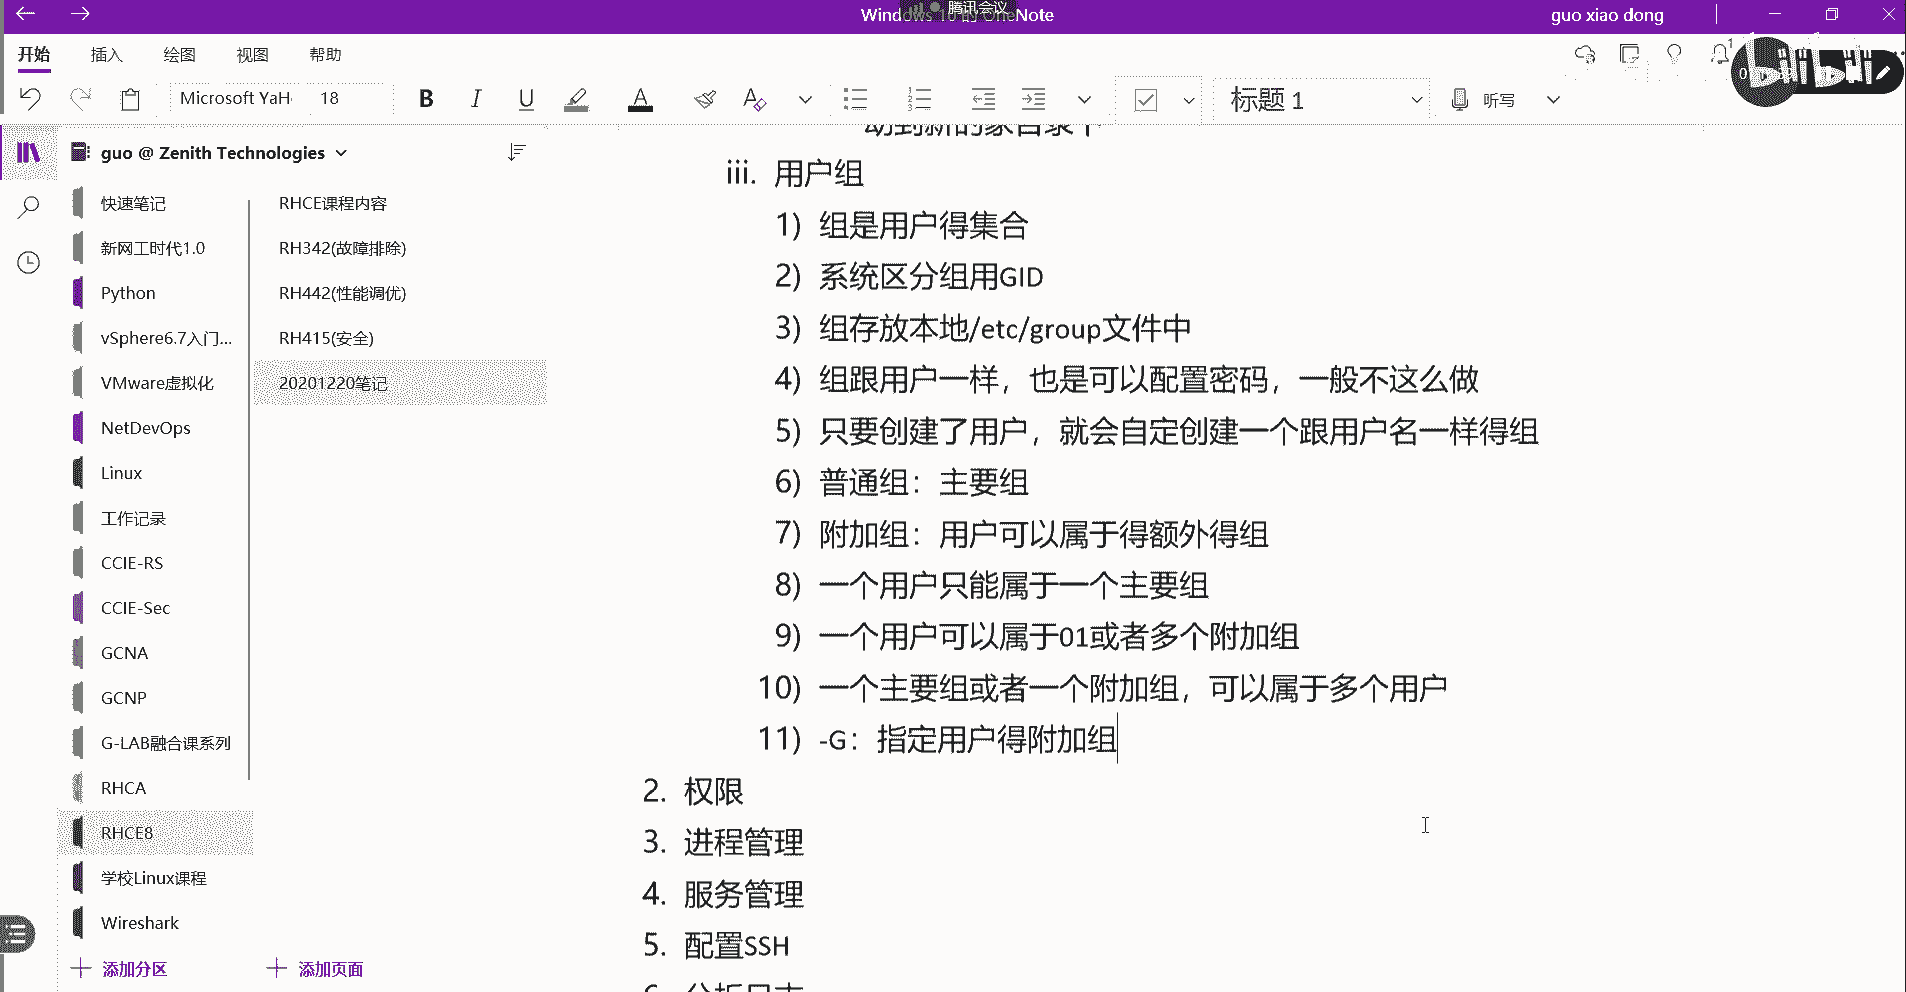 腾讯会议
Windows 10 的 OneNote
guo xiao dong
开始 插入 绘图 视图 帮助
bilibili
Microsoft YaH 18 B I U A 标题 1 听写
guo @ Zenith Technologies
快速笔记
新网工时代1.0
Python
vSphere6.7入门...
VMware虚拟化
NetDevOps
Linux
工作记录
CCIE-RS
CCIE-Sec
GCNA
GCNP
G-LAB融合课系列
RHCA
RHCE8
学校Linux课程
Wireshark
添加分区
RHCE课程内容
RH342(故障排除)
RH442(性能调优)
RH415(安全)
20201220笔记
添加页面
动到新的家目录下
iii. 用户组
1) 组是用户得集合
2) 系统区分组用GID
3) 组存放本地/etc/group文件中
4) 组跟用户一样，也是可以配置密码，一般不这么做
5) 只要创建了用户，就会自定创建一个跟用户名一样得组
6) 普通组：主要组
7) 附加组：用户可以属于得额外得组
8) 一个用户只能属于一个主要组
9) 一个用户可以属于01或者多个附加组
10) 一个主要组或者一个附加组，可以属于多个用户
11) -G：指定用户得附加组
2. 权限
3. 进程管理
4. 服务管理
5. 配置SSH
6. 分析日志